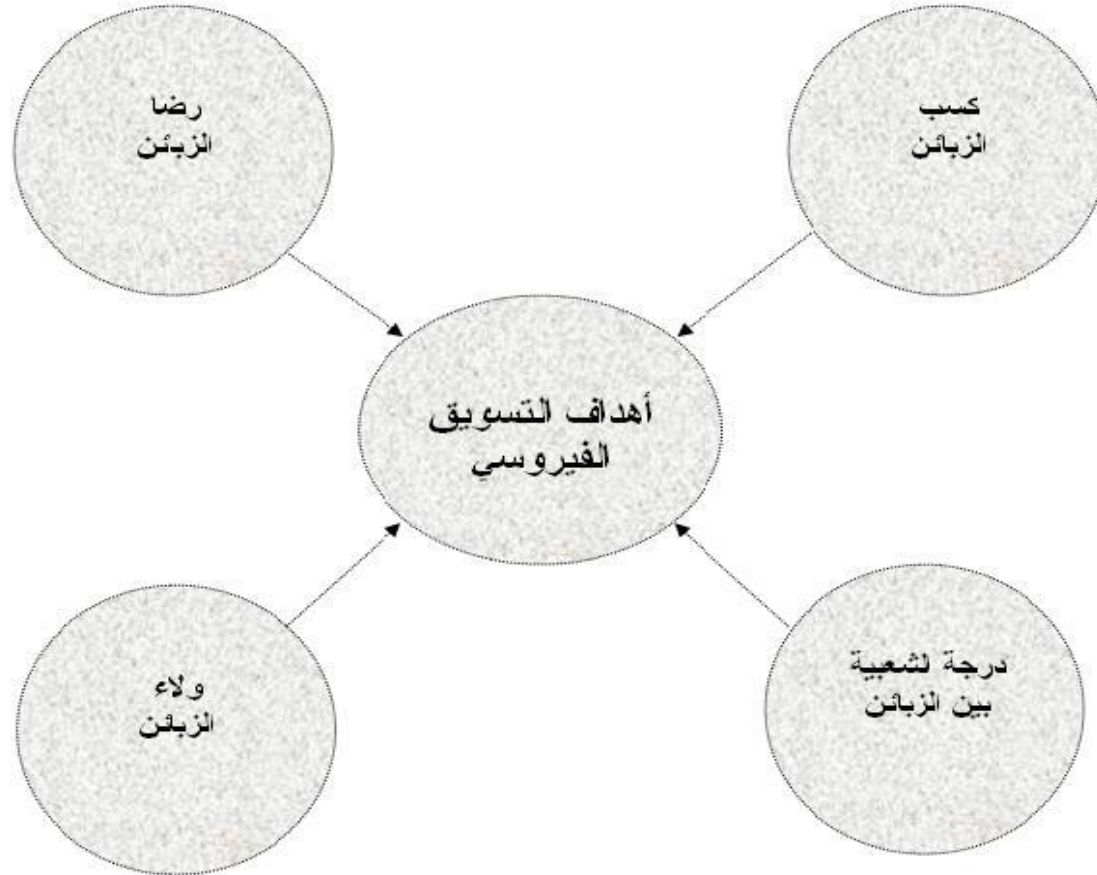 كسب
الزبائن
رضا
الزبائن
أهداف التسويق
الفيروسي
درجة لشعبية
بين الزبائن
ولاء
الزبائن